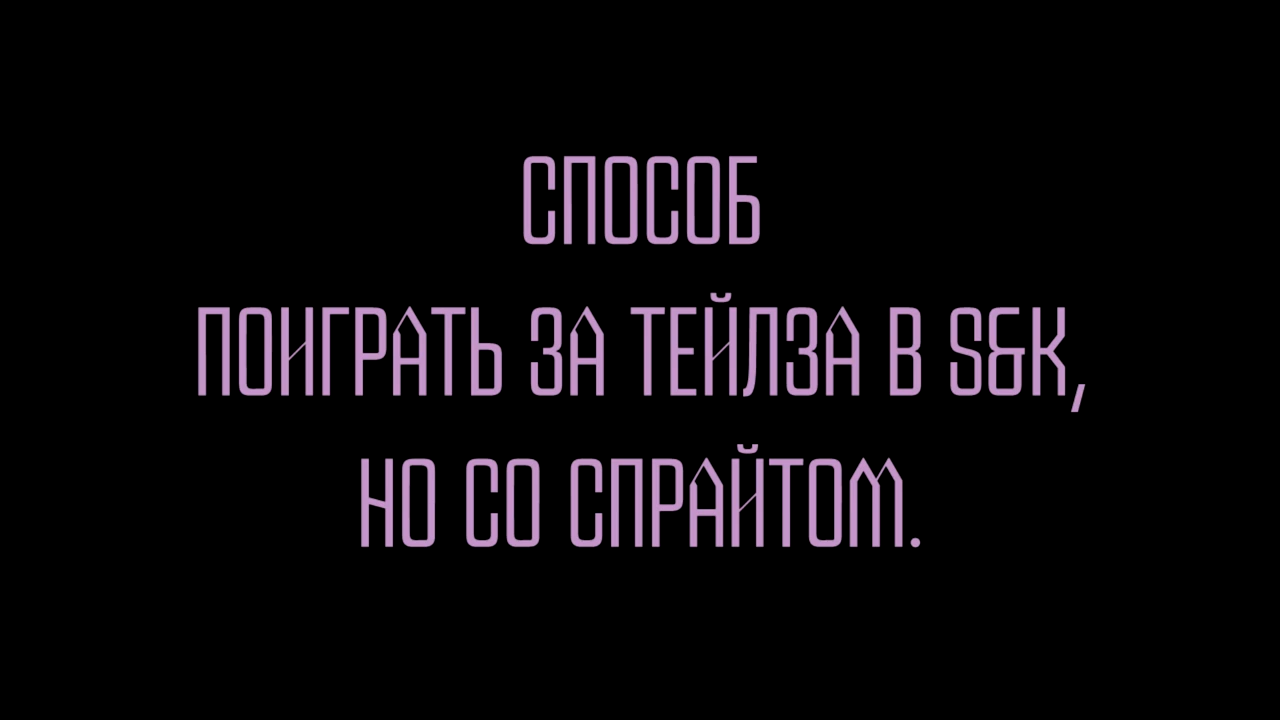 СПОСОБ
ПОИГРАТЬ ЗА ТЕЙЛЗА В S&K,
НО СО СПРАЙТОМ.